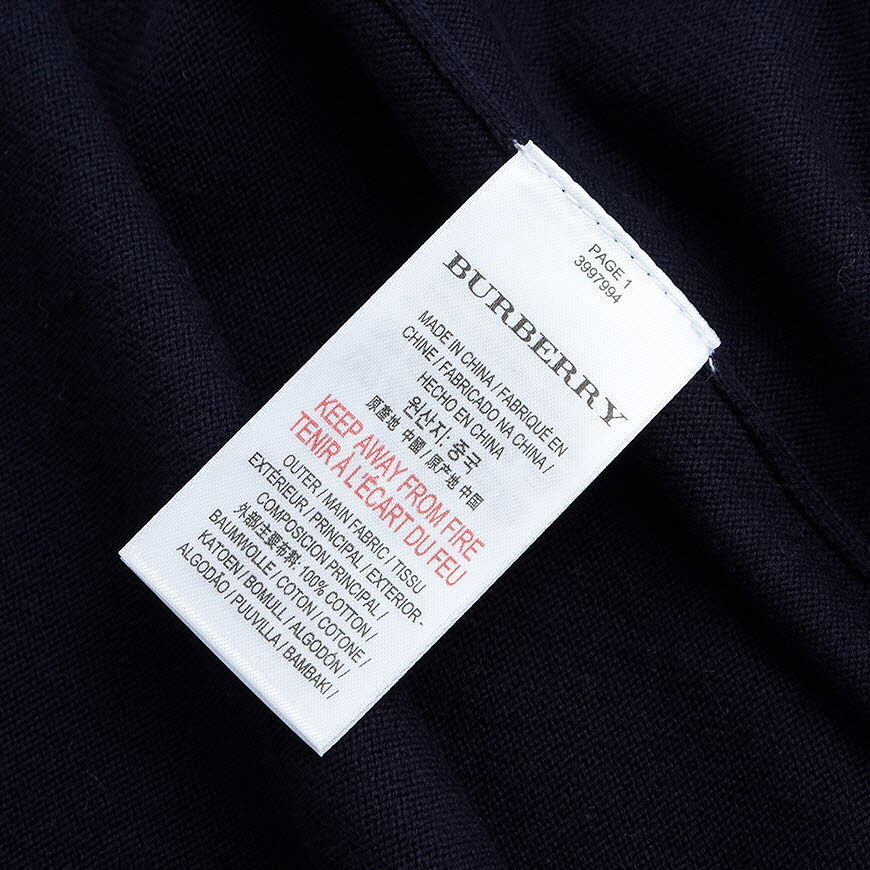 PAGE 1
3997994
BURBERRY
MADE IN CHINA / FABRIQUÉ EN
CHINE / FABRICADO NA CHINA /
HECHO EN CHINA
원산지: 중국
原產地 中國 / 原产地 中国
KEEP AWAY FROM FIRE
TENIR À L'ÉCART DU FEU
OUTER / MAIN FABRIC / TISSU
EXTÉRIEUR / PRINCIPAL / EXTERIOR-
COMPOSICION PRINCIPAL /
外額主要布料 100% COTTON /
BAUMWOLLE / COTON / COTONE /
KATOEN / BOMULL / ALGODÓN /
ALGODÃO / PUUVILLA / BAMBAKI /